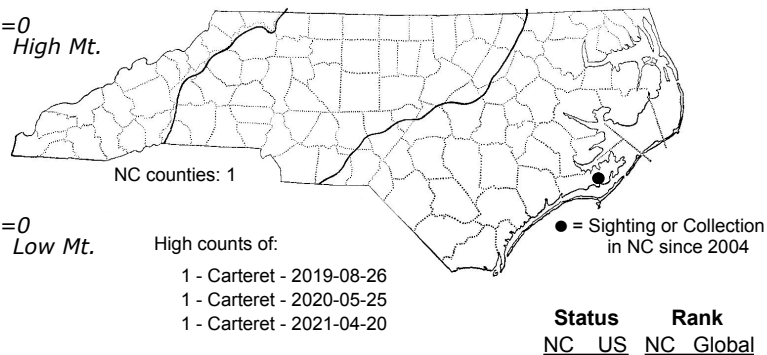 =0
High Mt.
NC counties: 1
=0
Low Mt.
High counts of:
1 - Carteret - 2019-08-26
1 - Carteret - 2020-05-25
1 - Carteret - 2021-04-20
● = Sighting or Collection
in NC since 2004
Status Rank
NC US NC Global